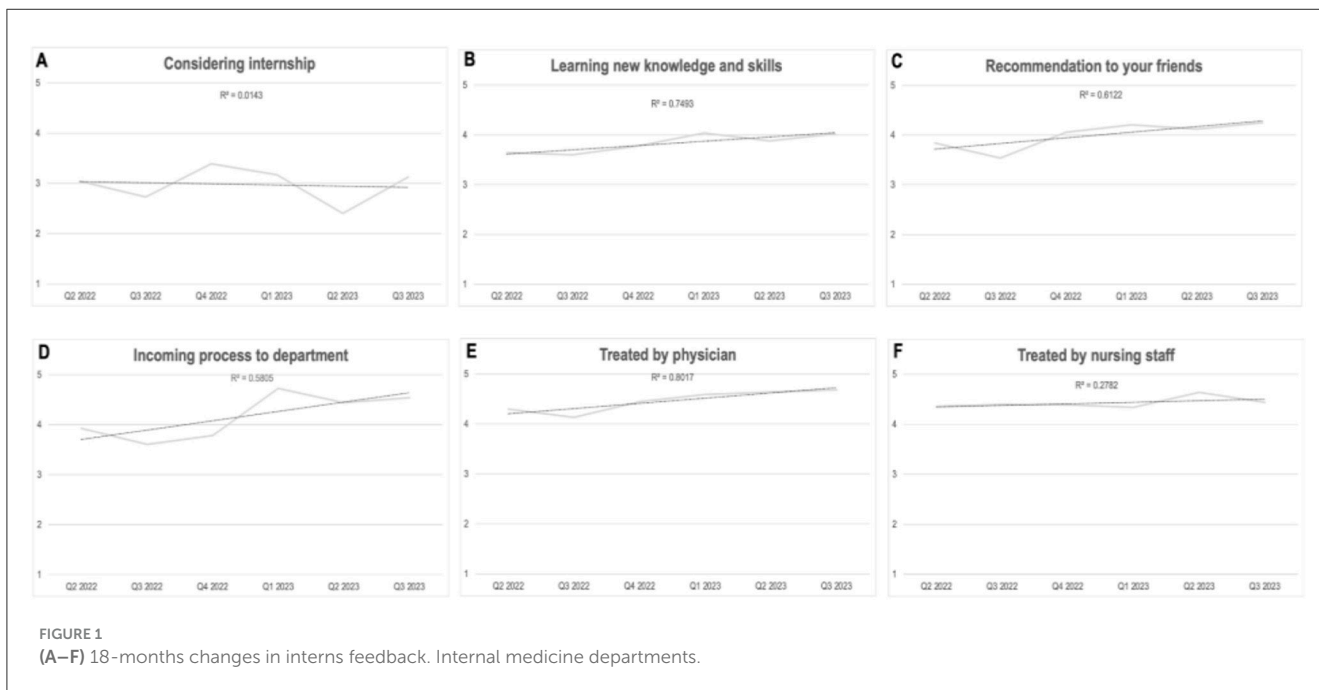 A
Considering internship
R² = 0.0143
5
4
3
2
1
Q2 2022 Q3 2022 Q4 2022 Q1 2023 Q2 2023 Q3 2023
B
Learning new knowledge and skills
R² = 0.7493
5
4
3
2
1
Q2 2022 Q3 2022 Q4 2022 Q1 2023 Q2 2023 Q3 2023
C
Recommendation to your friends
R² = 0.6122
5
4
3
2
1
Q2 2022 Q3 2022 Q4 2022 Q1 2023 Q2 2023 Q3 2023
D
Incoming process to department
R² = 0.5805
5
4
3
2
1
Q2 2022 Q3 2022 Q4 2022 Q1 2023 Q2 2023 Q3 2023
E
Treated by physician
R² = 0.8017
5
4
3
2
1
Q2 2022 Q3 2022 Q4 2022 Q1 2023 Q2 2023 Q3 2023
F
Treated by nursing staff
R² = 0.2782
5
4
3
2
1
Q2 2022 Q3 2022 Q4 2022 Q1 2023 Q2 2023 Q3 2023
FIGURE 1
(A–F) 18-months changes in interns feedback. Internal medicine departments.